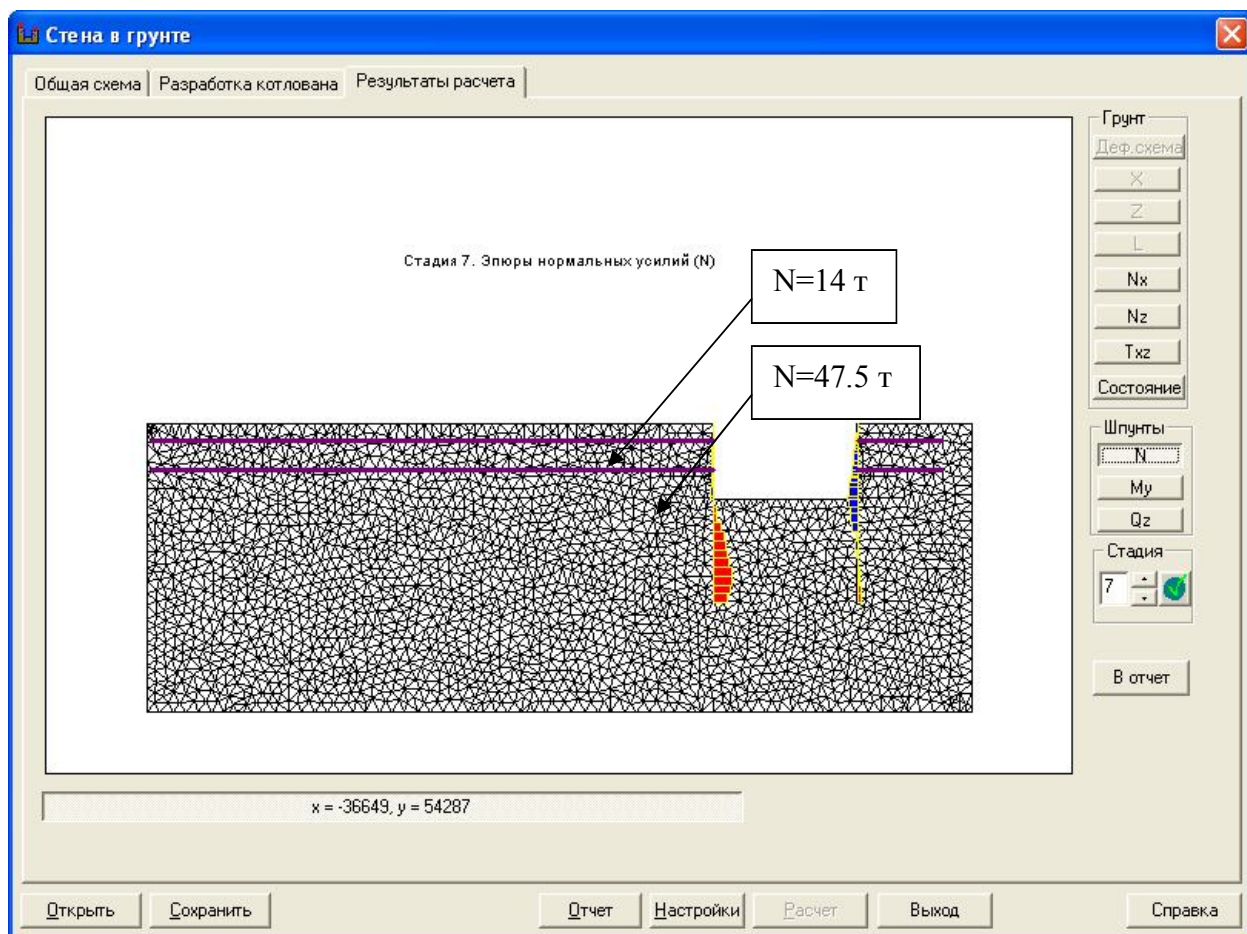 Стена в грунте
Общая схема
Разработка котлована
Результаты расчета
Грунт
Деф.схема
X
Z
L
Nx
Nz
Txz
Состояние
Стадия 7. Эпюры нормальных усилий (N)
N=14 т
N=47.5 т
Шпунты
N
My
Qz
Стадия
7
В отчет
x = -36649, y = 54287
Открыть
Сохранить
Отчет
Настройки
Расчет
Выход
Справка